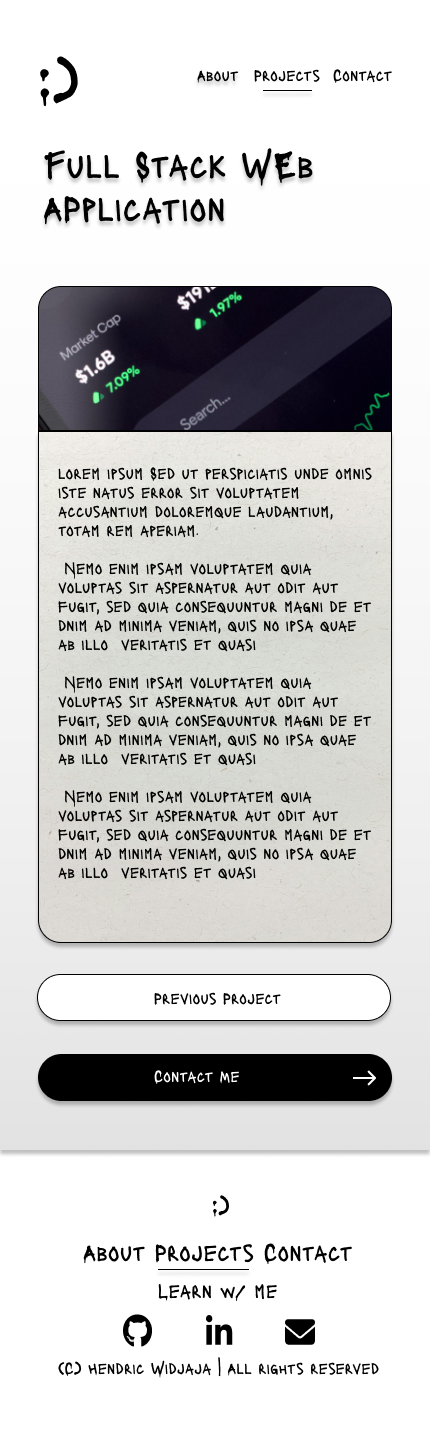 About Projects Contact
Full Stack Web
Application
Market Cap
$1.6B
7.09%
1.97%
Search...
Lorem ipsum Sed ut perspiciatis unde omnis
iste natus error sit voluptatem
accusantium doloremque laudantium,
totam rem aperiam.
Nemo enim ipsam voluptatem quia
voluptas sit aspernatur aut odit aut
fugit, sed quia consequuntur magni de et
dnim ad minima veniam, quis no ipsa quae
ab illo veritatis et quasi
Nemo enim ipsam voluptatem quia
voluptas sit aspernatur aut odit aut
fugit, sed quia consequuntur magni de et
dnim ad minima veniam, quis no ipsa quae
ab illo veritatis et quasi
Nemo enim ipsam voluptatem quia
voluptas sit aspernatur aut odit aut
fugit, sed quia consequuntur magni de et
dnim ad minima veniam, quis no ipsa quae
ab illo veritatis et quasi
Previous project
Contact me
About Projects Contact
Learn w/ me
(C) Hendric Widjaja | All rights reserved